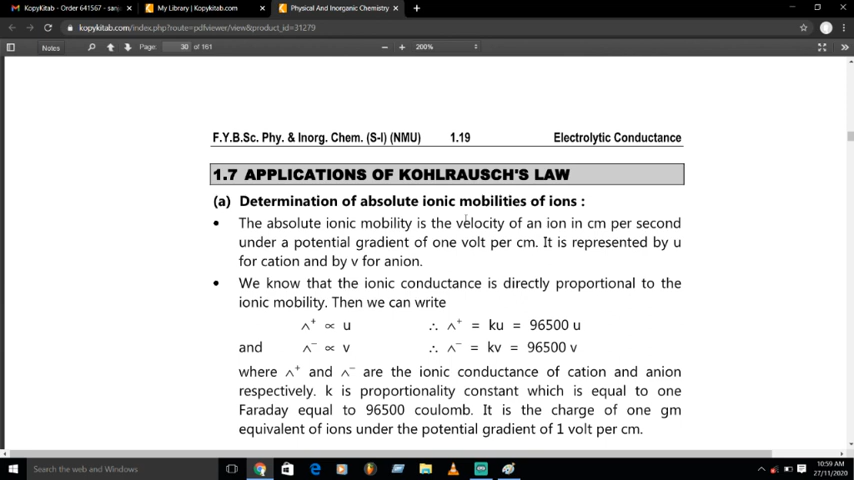 KopyKitab - Order 641567 - sanj
My Library | Kopykitab.com
Physical And Inorganic Chemistry
kopykitab.com/index.php?route=pdfviewer/view&product_id=31279
Notes
Page: 30 of 161
200%
F.Y.B.Sc. Phy. & Inorg. Chem. (S-I) (NMU) 1.19 Electrolytic Conductance
1.7 APPLICATIONS OF KOHLRAUSCH'S LAW
(a) Determination of absolute ionic mobilities of ions :
• The absolute ionic mobility is the velocity of an ion in cm per second
under a potential gradient of one volt per cm. It is represented by u
for cation and by v for anion.
• We know that the ionic conductance is directly proportional to the
ionic mobility. Then we can write
∧⁺ ∝ u ∴ ∧⁺ = ku = 96500 u
and ∧⁻ ∝ v ∴ ∧⁻ = kv = 96500 v
where ∧⁺ and ∧⁻ are the ionic conductance of cation and anion
respectively. k is proportionality constant which is equal to one
Faraday equal to 96500 coulomb. It is the charge of one gm
equivalent of ions under the potential gradient of 1 volt per cm.
Search the web and Windows
10:59 AM
27/11/2020